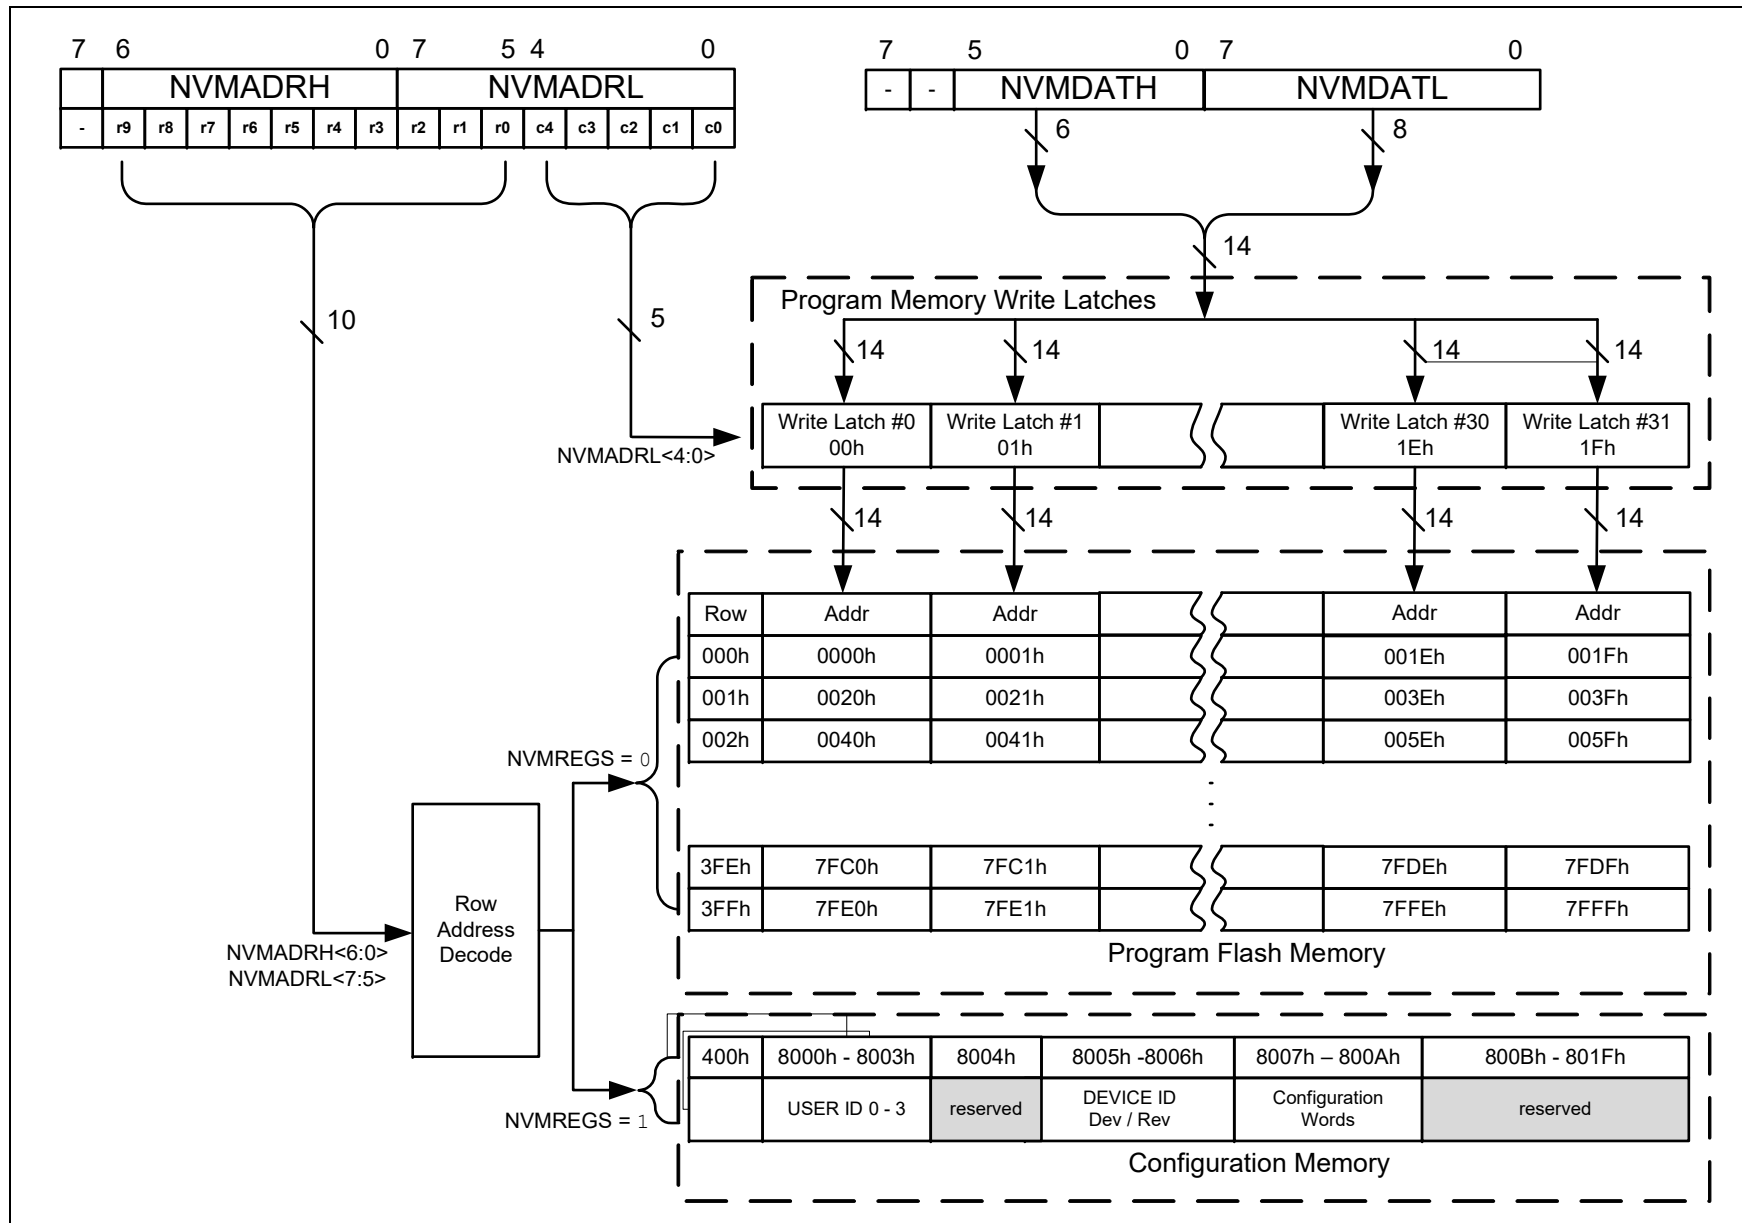 7 6 0 7 5 4 0
NVMADRH NVMADRL
- r9 r8 r7 r6 r5 r4 r3 r2 r1 r0 c4 c3 c2 c1 c0
7 5 0 7 0
- - NVMDATH NVMDATL
6 8
14
10
5
Program Memory Write Latches
14 14 14 14
Write Latch #0 Write Latch #1 Write Latch #30 Write Latch #31
00h 01h 1Eh 1Fh
NVMADRL<4:0>
14 14 14 14
Row Addr Addr Addr Addr
000h 0000h 0001h 001Eh 001Fh
001h 0020h 0021h 003Eh 003Fh
002h 0040h 0041h 005Eh 005Fh
NVMREGS = 0
3FEh 7FC0h 7FC1h 7FDEh 7FDFh
3FFh 7FE0h 7FE1h 7FFEh 7FFFh
Program Flash Memory
Row
Address
Decode
NVMADRH<6:0>
NVMADRL<7:5>
400h 8000h - 8003h 8004h 8005h -8006h 8007h – 800Ah 800Bh - 801Fh
USER ID 0 - 3 reserved DEVICE ID Configuration reserved
Dev / Rev Words
NVMREGS = 1
Configuration Memory